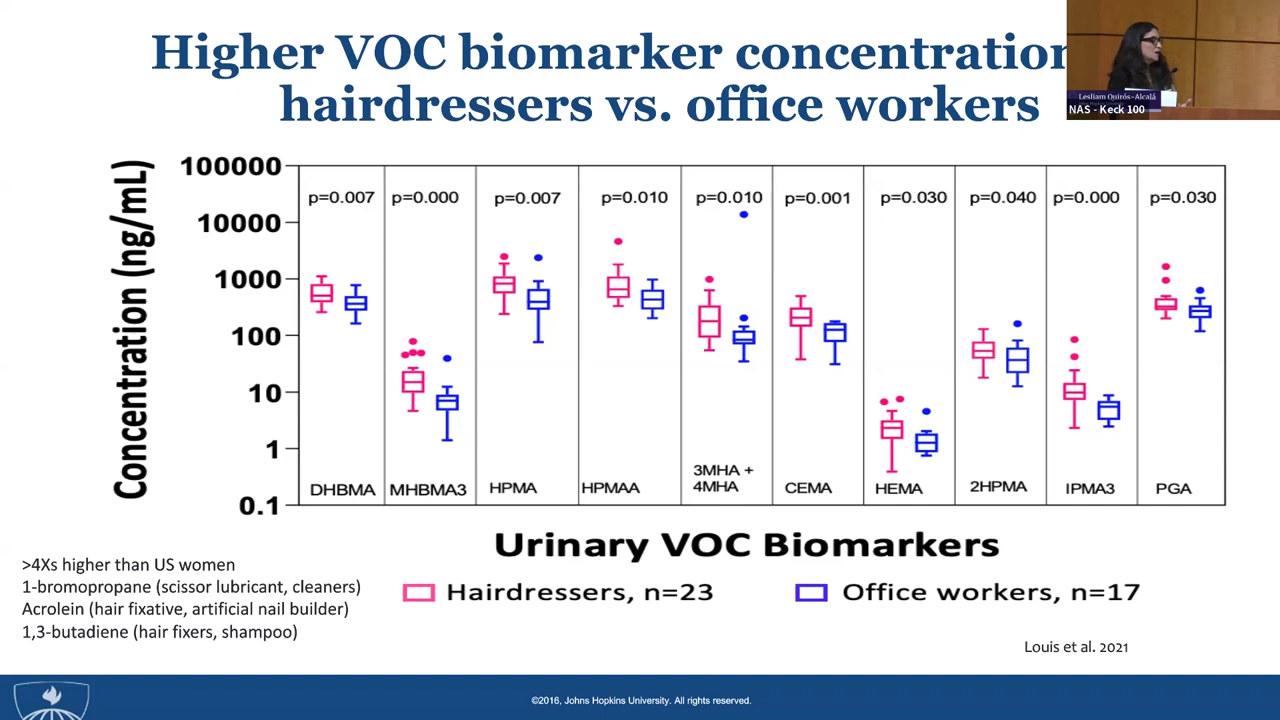 Higher VOC biomarker concentration
hairdressers vs. office workers
Lesliam Quirós-Alcalá
NAS - Keck 100
Concentration (ng/mL)
100000
10000
1000
100
10
1
0.1
p=0.007
p=0.000
p=0.007
p=0.010
p=0.010
p=0.001
p=0.030
p=0.040
p=0.000
p=0.030
DHBMA
MHBMA3
HPMA
HPMAA
3MHA +
4MHA
CEMA
HEMA
2HPMA
IPMA3
PGA
Urinary VOC Biomarkers
Hairdressers, n=23
Office workers, n=17
>4Xs higher than US women
1-bromopropane (scissor lubricant, cleaners)
Acrolein (hair fixative, artificial nail builder)
1,3-butadiene (hair fixers, shampoo)
Louis et al. 2021
©2016, Johns Hopkins University. All rights reserved.